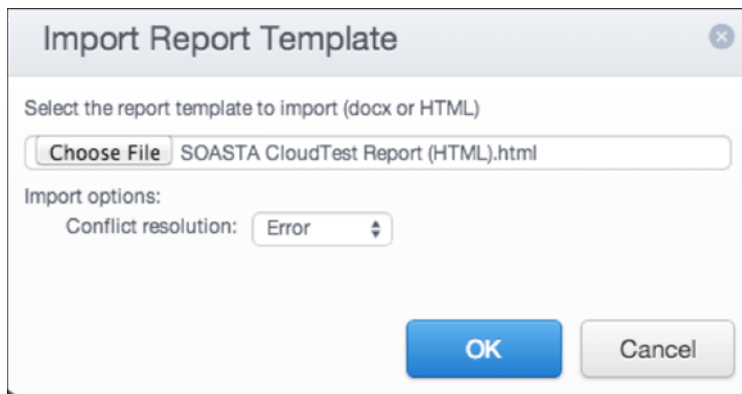 Import Report Template
Select the report template to import (docx or HTML)
Choose File SOASTA CloudTest Report (HTML).html
Import options:
Conflict resolution: Error
OK Cancel